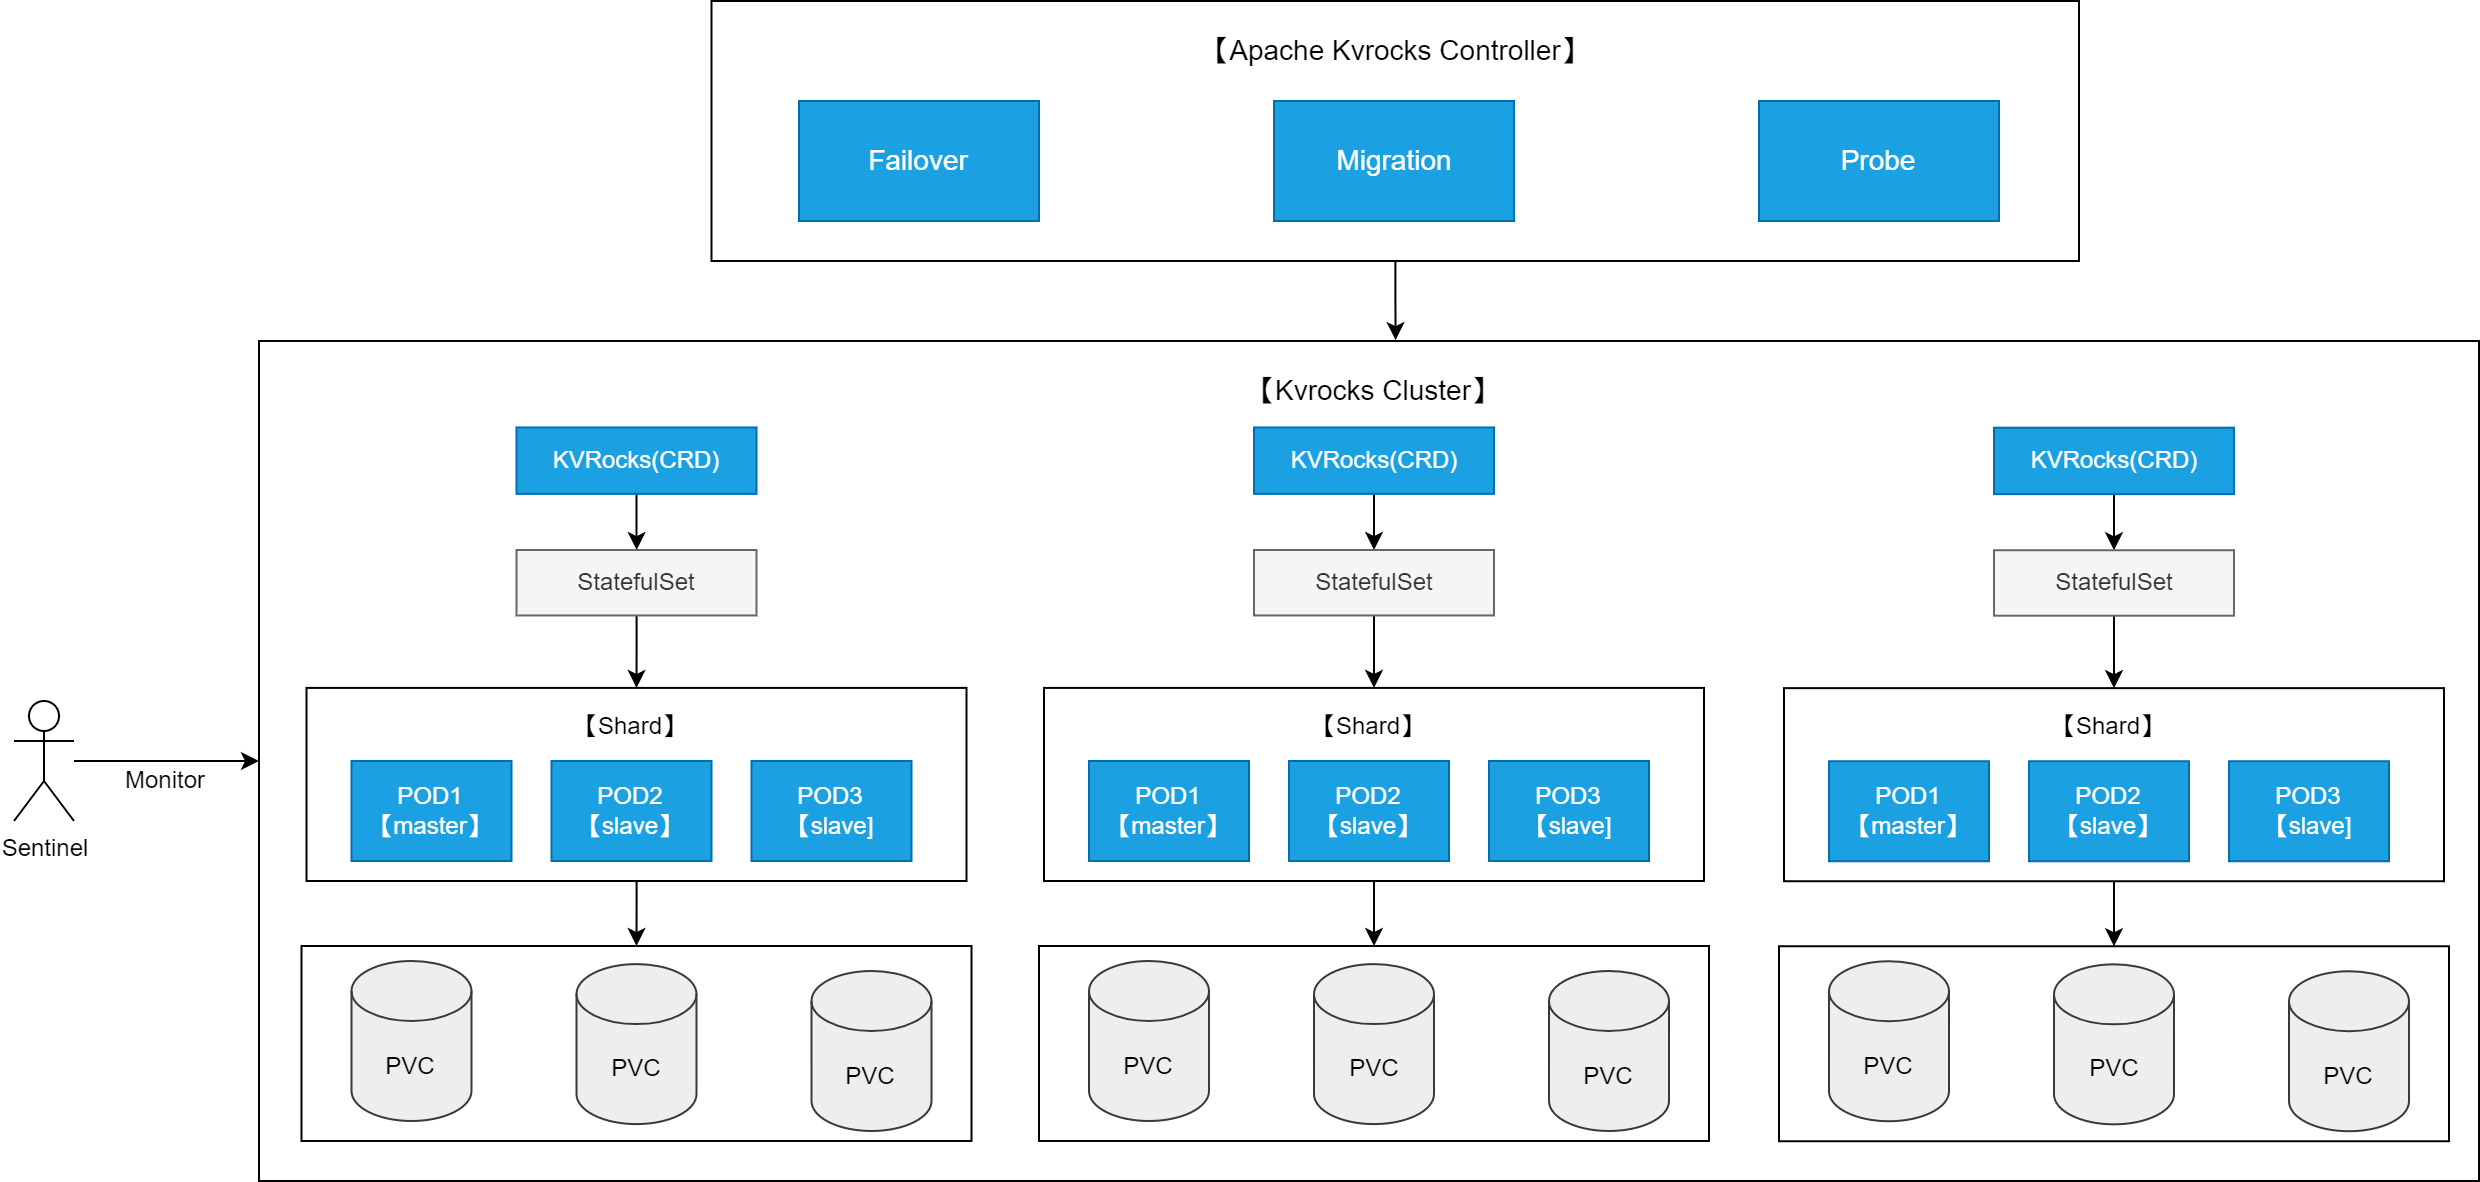 【Apache Kvrocks Controller】
Failover
Migration
Probe
【Kvrocks Cluster】
KVRocks(CRD)
KVRocks(CRD)
KVRocks(CRD)
StatefulSet
StatefulSet
StatefulSet
【Shard】
POD1
【master】
POD2
【slave】
POD3
【slave]
【Shard】
POD1
【master】
POD2
【slave】
POD3
【slave]
【Shard】
POD1
【master】
POD2
【slave】
POD3
【slave]
Monitor
Sentinel
PVC
PVC
PVC
PVC
PVC
PVC
PVC
PVC
PVC